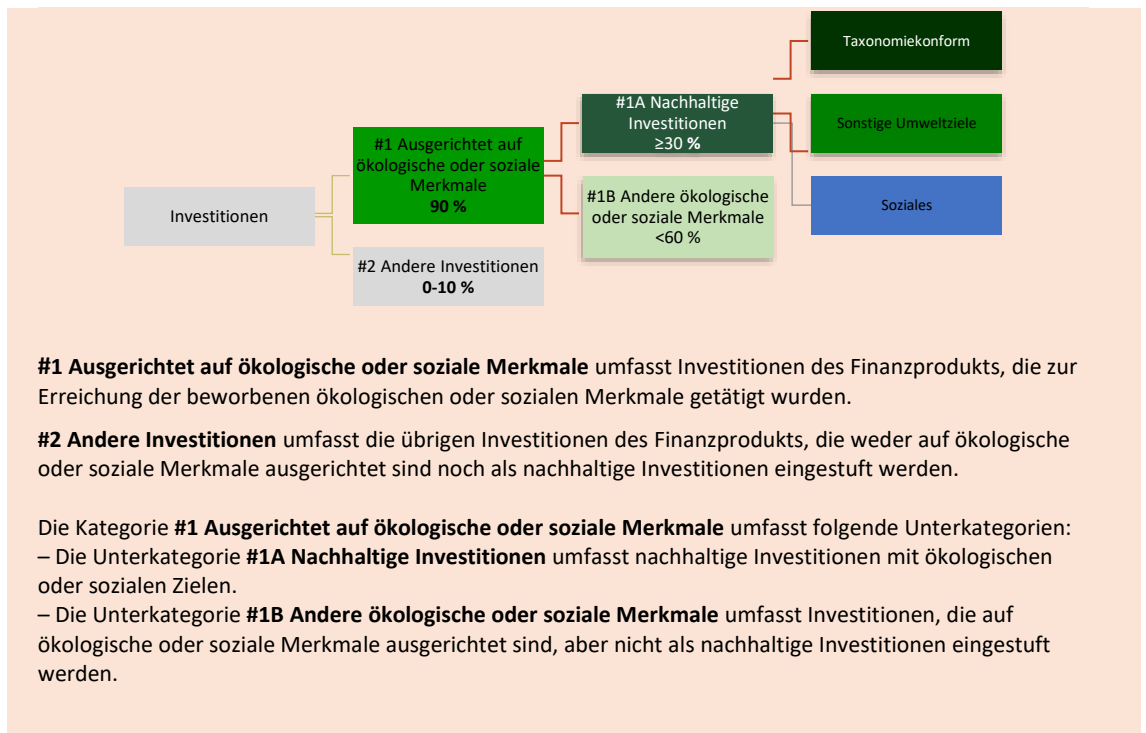 Taxonomiekonform
#1A Nachhaltige
Investitionen
≥30 %
Sonstige Umweltziele
#1 Ausgerichtet auf
ökologische oder soziale
Merkmale
90 %
#1B Andere ökologische
oder soziale Merkmale
<60 %
Soziales
Investitionen
#2 Andere Investitionen
0-10 %
#1 Ausgerichtet auf ökologische oder soziale Merkmale umfasst Investitionen des Finanzprodukts, die zur
Erreichung der beworbenen ökologischen oder sozialen Merkmale getätigt wurden.
#2 Andere Investitionen umfasst die übrigen Investitionen des Finanzprodukts, die weder auf ökologische
oder soziale Merkmale ausgerichtet sind noch als nachhaltige Investitionen eingestuft werden.
Die Kategorie #1 Ausgerichtet auf ökologische oder soziale Merkmale umfasst folgende Unterkategorien:
– Die Unterkategorie #1A Nachhaltige Investitionen umfasst nachhaltige Investitionen mit ökologischen
oder sozialen Zielen.
– Die Unterkategorie #1B Andere ökologische oder soziale Merkmale umfasst Investitionen, die auf
ökologische oder soziale Merkmale ausgerichtet sind, aber nicht als nachhaltige Investitionen eingestuft
werden.